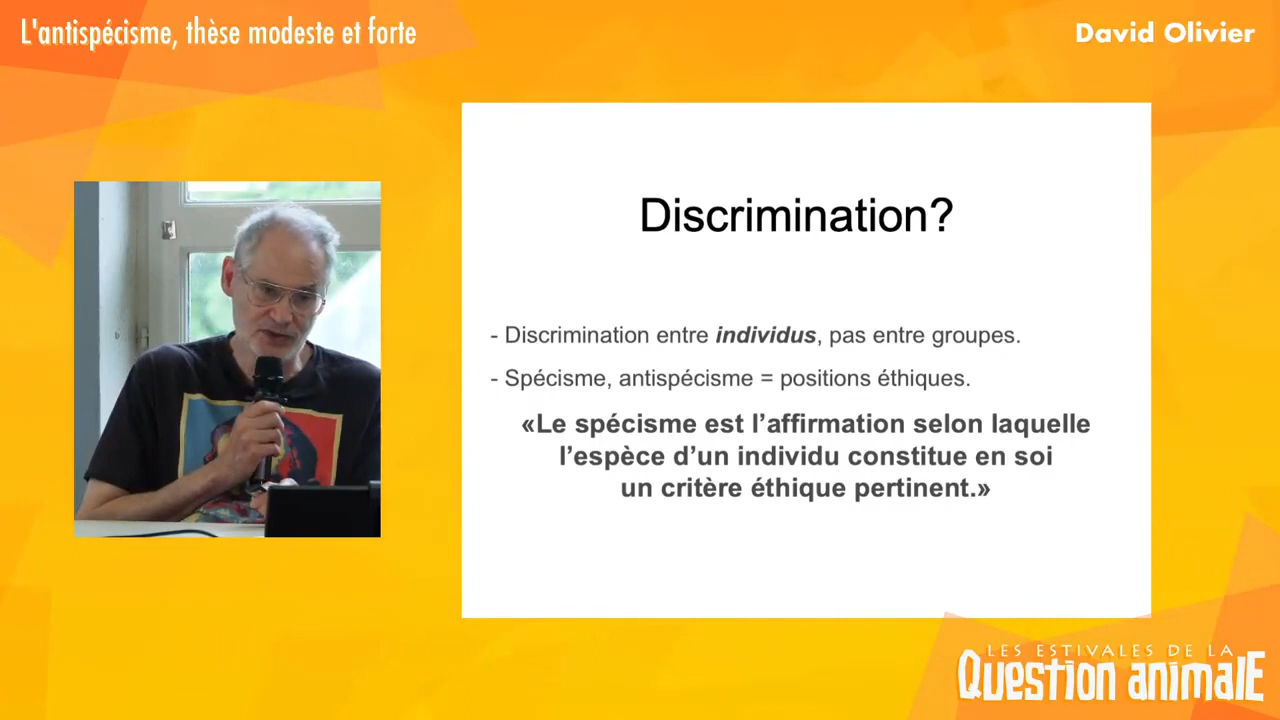 L'antispécisme, thèse modeste et forte
David Olivier
Discrimination?
- Discrimination entre individus, pas entre groupes.
- Spécisme, antispécisme = positions éthiques.
«Le spécisme est l’affirmation selon laquelle
l’espèce d’un individu constitue en soi
un critère éthique pertinent.»
LES ESTIVALES DE LA
QUESTION ANIMALE